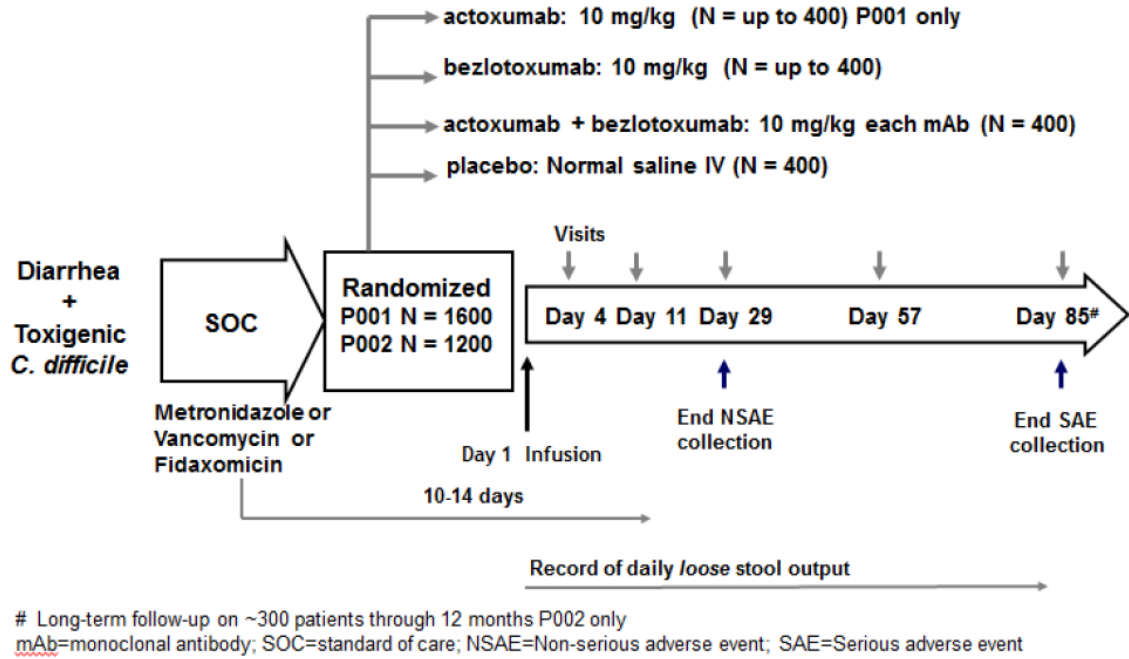 actoxumab: 10 mg/kg (N = up to 400) P001 only
bezlotoxumab: 10 mg/kg (N = up to 400)
actoxumab + bezlotoxumab: 10 mg/kg each mAb (N = 400)
placebo: Normal saline IV (N = 400)
Visits
Diarrhea
+
Toxigenic
C. difficile
SOC
Randomized
P001 N = 1600
P002 N = 1200
Day 4 Day 11 Day 29 Day 57 Day 85#
Metronidazole or
Vancomycin or
Fidaxomicin
Day 1 Infusion
End NSAE
collection
End SAE
collection
10-14 days
Record of daily loose stool output
# Long-term follow-up on ~300 patients through 12 months P002 only
mAb=monoclonal antibody; SOC=standard of care; NSAE=Non-serious adverse event; SAE=Serious adverse event